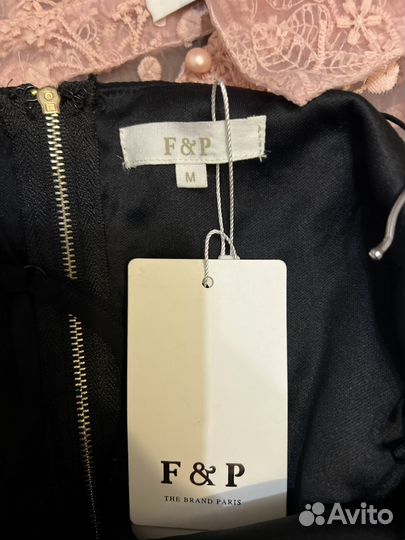 F&P
M
F & P
THE BRAND PARIS
Avito